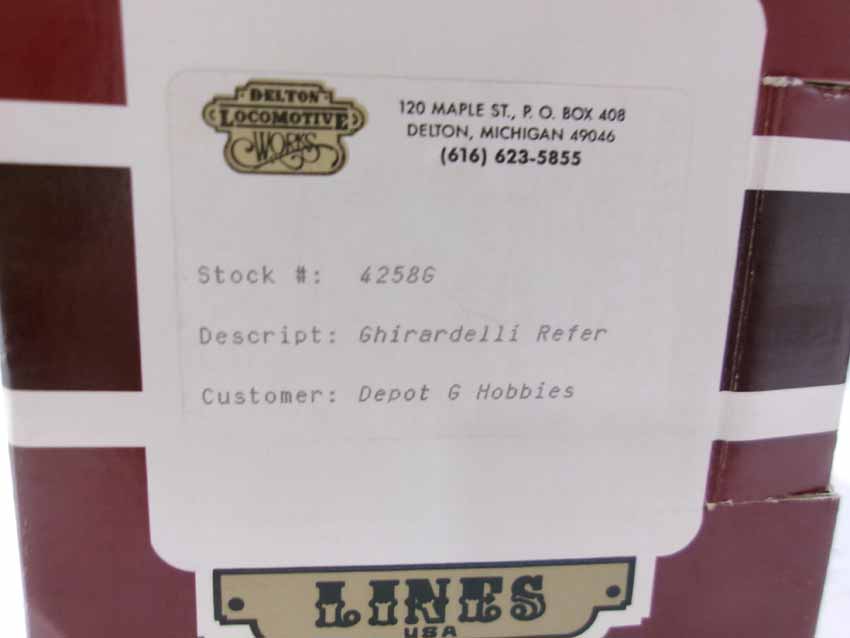 DELTON
LOCOMOTIVE
WORKS
120 MAPLE ST., P. O. BOX 408
DELTON, MICHIGAN 49046
(616) 623-5855
Stock #: 4258G
Descript: Ghirardelli Refer
Customer: Depot G Hobbies
LINES
USA